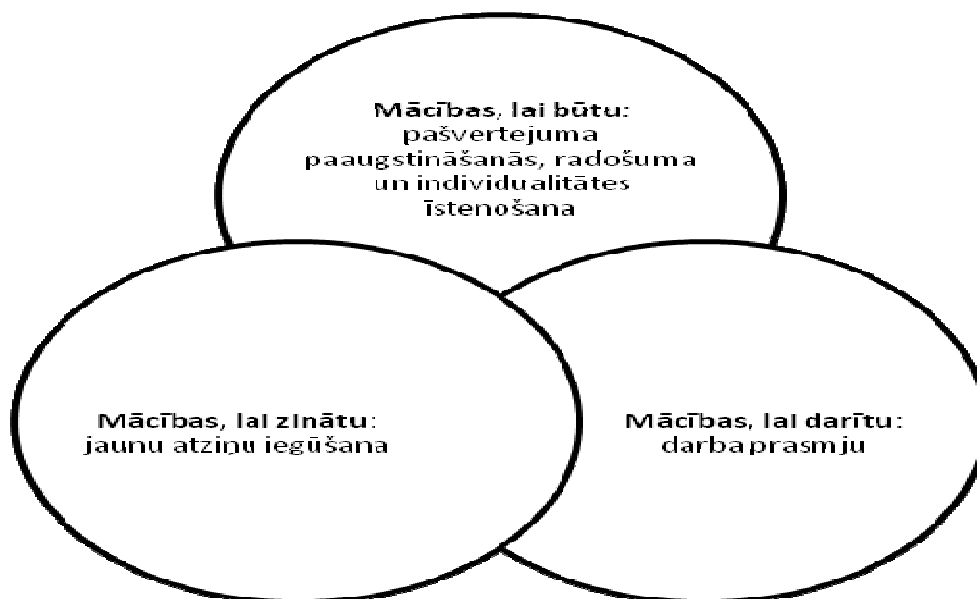 Mācības, lai būtu:
pašvertejuma
paaugstināšanās, radošuma
un individualitātes
īstenošana
Mācības, lai zinātu:
jaunu atziņu iegūšana
Mācības, lai darītu:
darba prasmju